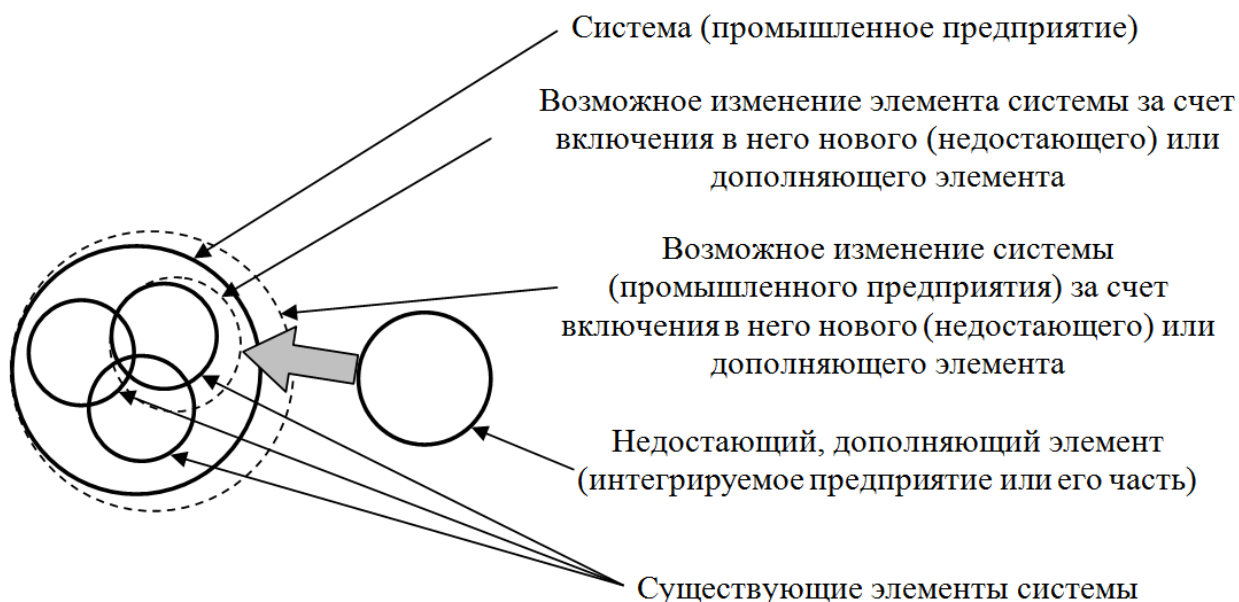 Система (промышленное предприятие)
Возможное изменение элемента системы за счет
включения в него нового (недостающего) или
дополняющего элемента
Возможное изменение системы
(промышленного предприятия) за счет
включения в него нового (недостающего) или
дополняющего элемента
Недостающий, дополняющий элемент
(интегрируемое предприятие или его часть)
Существующие элементы системы